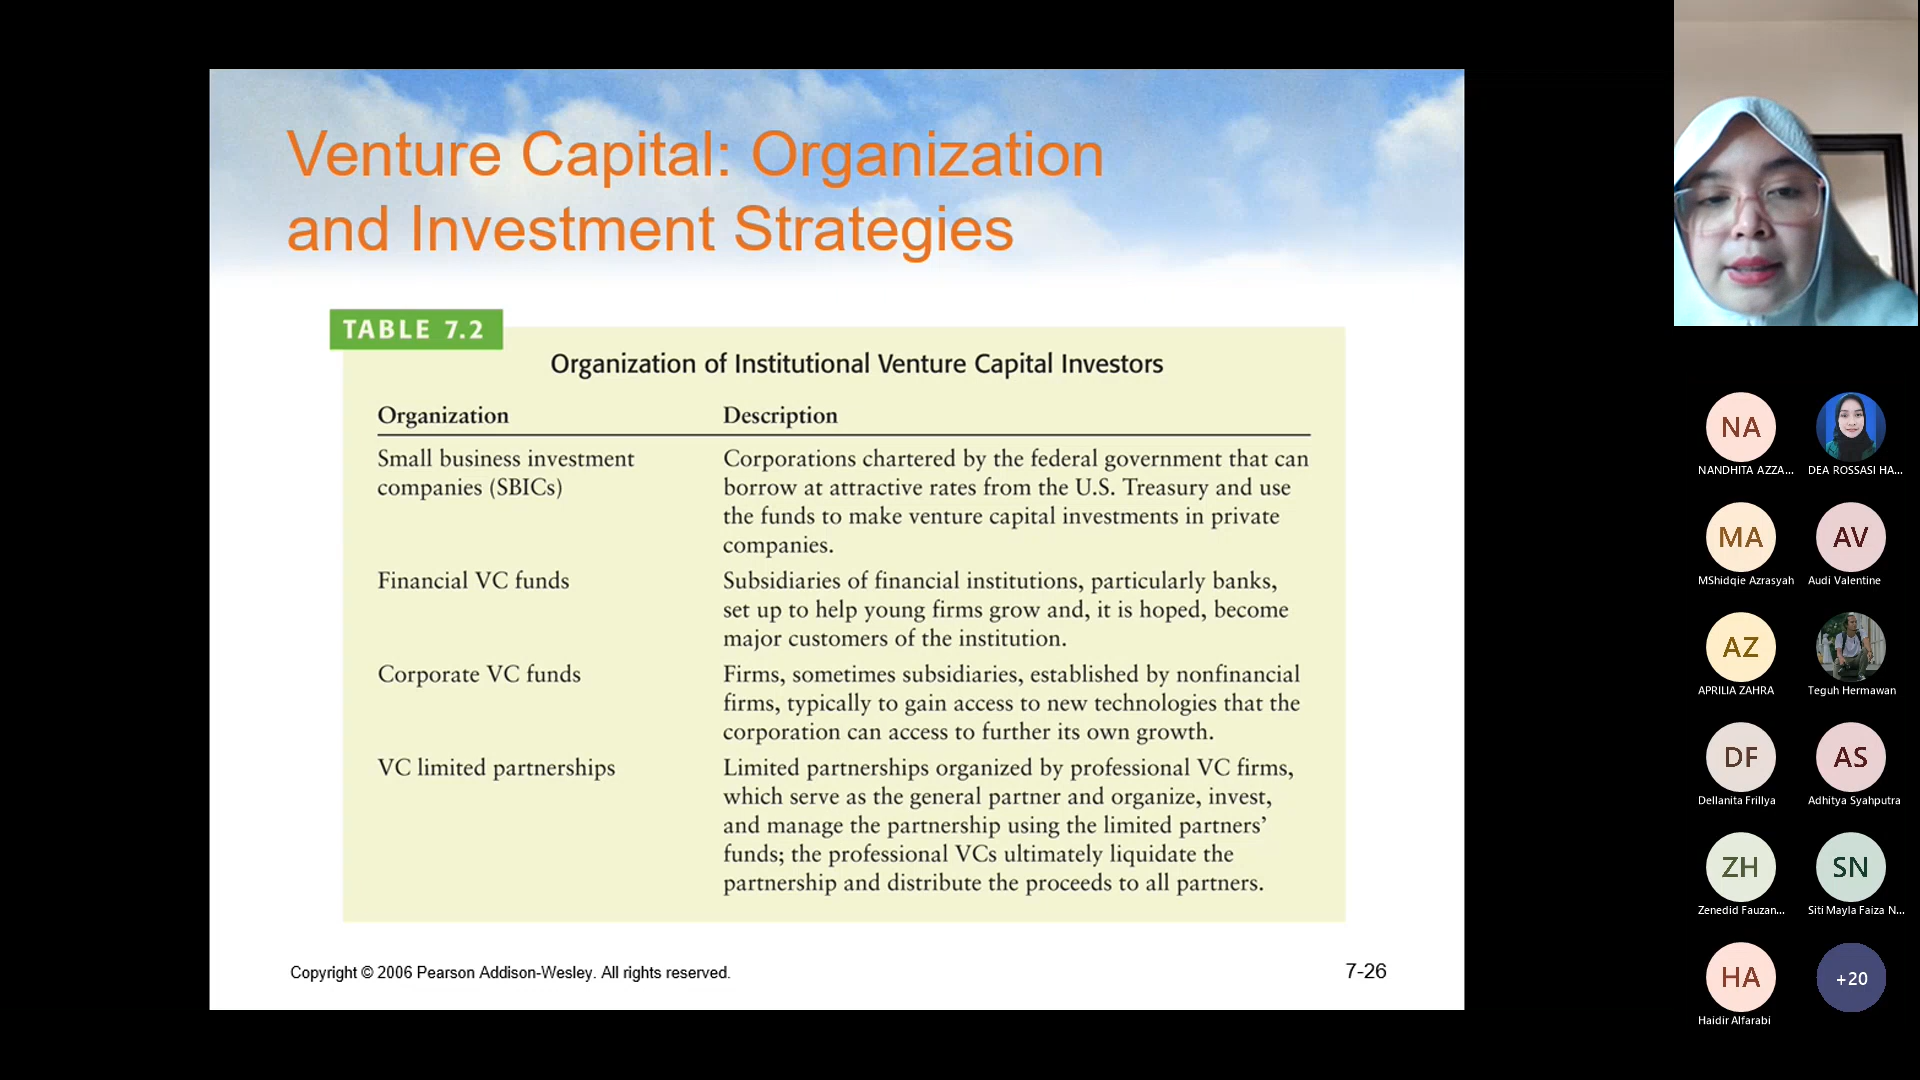 Venture Capital: Organization
and Investment Strategies
TABLE 7.2
Organization of Institutional Venture Capital Investors
Organization Description
Small business investment
companies (SBICs)
Corporations chartered by the federal government that can
borrow at attractive rates from the U.S. Treasury and use
the funds to make venture capital investments in private
companies.
Financial VC funds
Subsidiaries of financial institutions, particularly banks,
set up to help young firms grow and, it is hoped, become
major customers of the institution.
Corporate VC funds
Firms, sometimes subsidiaries, established by nonfinancial
firms, typically to gain access to new technologies that the
corporation can access to further its own growth.
VC limited partnerships
Limited partnerships organized by professional VC firms,
which serve as the general partner and organize, invest,
and manage the partnership using the limited partners’
funds; the professional VCs ultimately liquidate the
partnership and distribute the proceeds to all partners.
Copyright © 2006 Pearson Addison-Wesley. All rights reserved.
7-26
NA
NANDHITA AZZA...
DEA ROSSASI HA...
MA
MShidqie Azrasyah
AV
Audi Valentine
AZ
APRILIA ZAHRA
Teguh Hermawan
DF
Dellanita Frillya
AS
Adhitya Syahputra
ZH
Zenedid Fauzan...
SN
Siti Mayla Faiza N...
HA
Haidir Alfarabi
+20